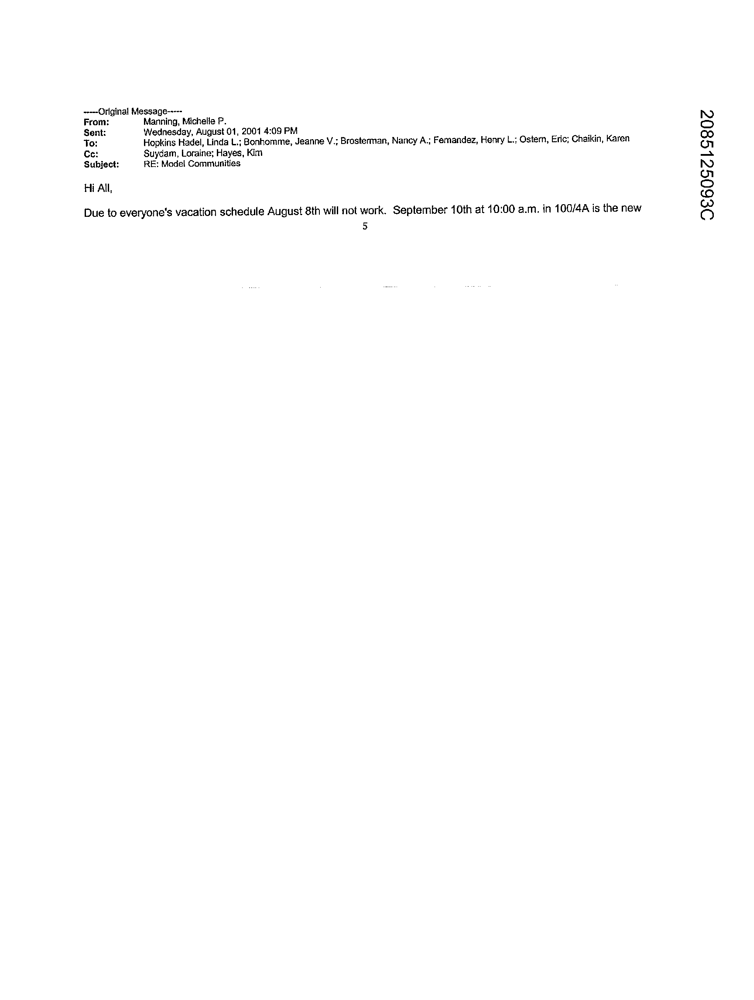 -----Original Message-----
From: Manning, Michelle P.
Sent: Wednesday, August 01, 2001 4:09 PM
To: Hopkins Hadel, Linda L.; Bonhomme, Jeanne V.; Brosterman, Nancy A.; Fernandez, Henry L.; Ostern, Eric; Chaikin, Karen
Cc: Suydam, Loraine; Hayes, Kim
Subject: RE: Model Communities
Hi All,
Due to everyone's vacation schedule August 8th will not work. September 10th at 10:00 a.m. in 100/4A is the new
5
2085125093C